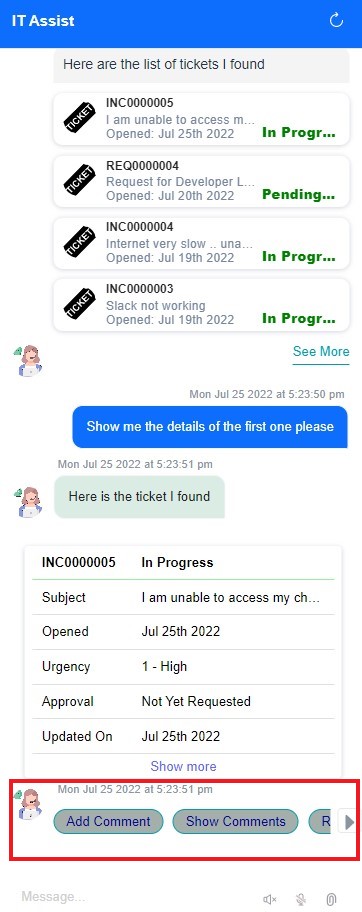 IT Assist
Here are the list of tickets I found
TICKET
INC0000005
I am unable to access m...
Opened: Jul 25th 2022
In Progr...
TICKET
REQ0000004
Request for Developer L...
Opened: Jul 20th 2022
Pending...
TICKET
INC0000004
Internet very slow .. una...
Opened: Jul 19th 2022
In Progr...
TICKET
INC0000003
Slack not working
Opened: Jul 19th 2022
In Progr...
See More
Mon Jul 25 2022 at 5:23:50 pm
Show me the details of the first one please
Mon Jul 25 2022 at 5:23:51 pm
Here is the ticket I found
INC0000005 In Progress
Subject I am unable to access my ch...
Opened Jul 25th 2022
Urgency 1 - High
Approval Not Yet Requested
Updated On Jul 25th 2022
Show more
Mon Jul 25 2022 at 5:23:51 pm
Add Comment Show Comments R
Message...